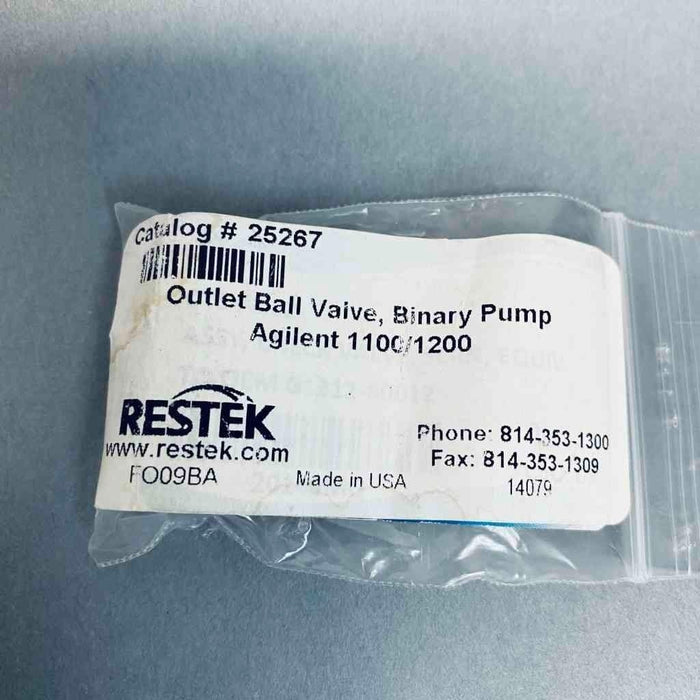 Catalog # 25267
Outlet Ball Valve, Binary Pump
Agilent 1100/1200
RESTEK
www.restek.com
Phone: 814-353-1300
Fax: 814-353-1309
FO09BA
Made in USA
14079